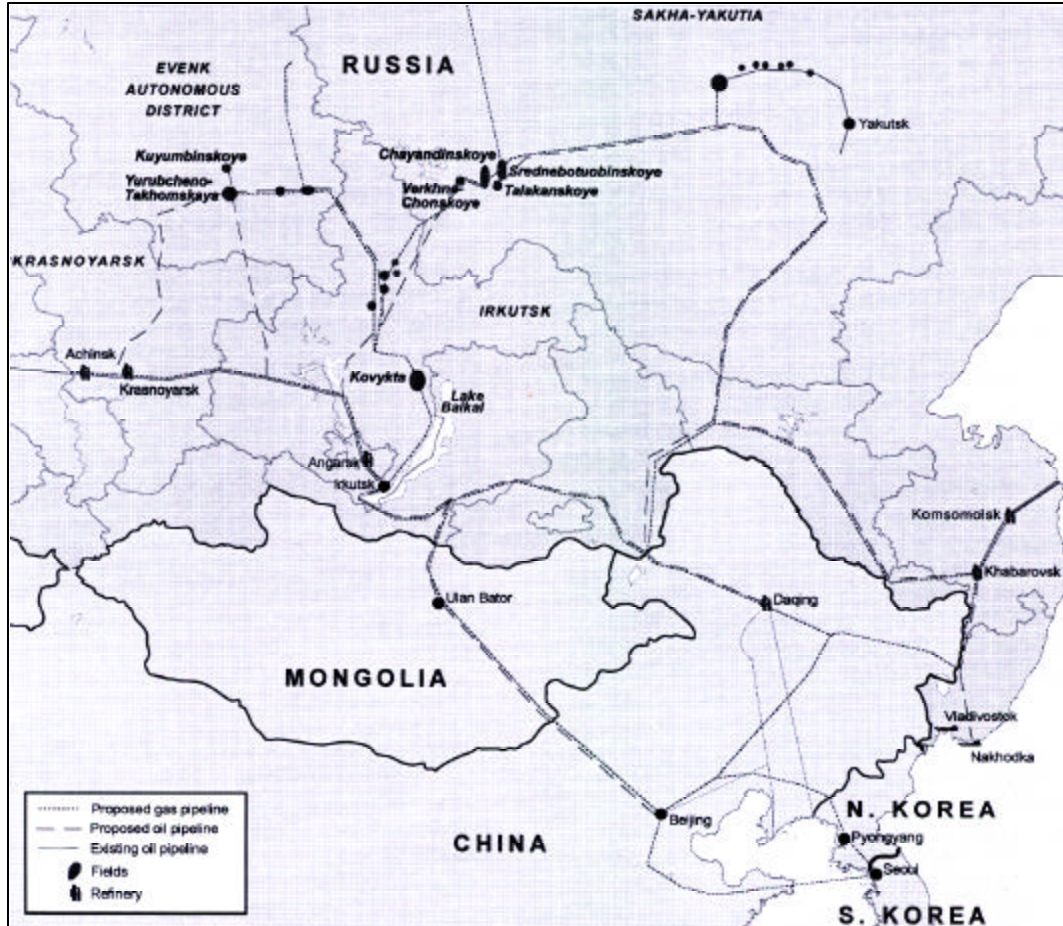 SAKHA-YAKUTIA
RUSSIA
EVENK
AUTONOMOUS
DISTRICT
Yakutsk
Kuyumbinskoye
Chayandinskoye
Srednebotuobinskoye
Yurubcheno-
Takhomskaye
Verkhne
Chonskoye
Talakanskoye
KRASNOYARSK
IRKUTSK
Achinsk
Krasnoyarsk
Kovykta
Lake
Baikal
Angarsk
Irkutsk
Komsomolsk
Khabarovsk
Ulan Bator
Daqing
MONGOLIA
Vladivostok
Nakhodka
Proposed gas pipeline
Proposed oil pipeline
Existing oil pipeline
Fields
Refinery
Beijing
N. KOREA
CHINA
Pyongyang
Seoul
S. KOREA